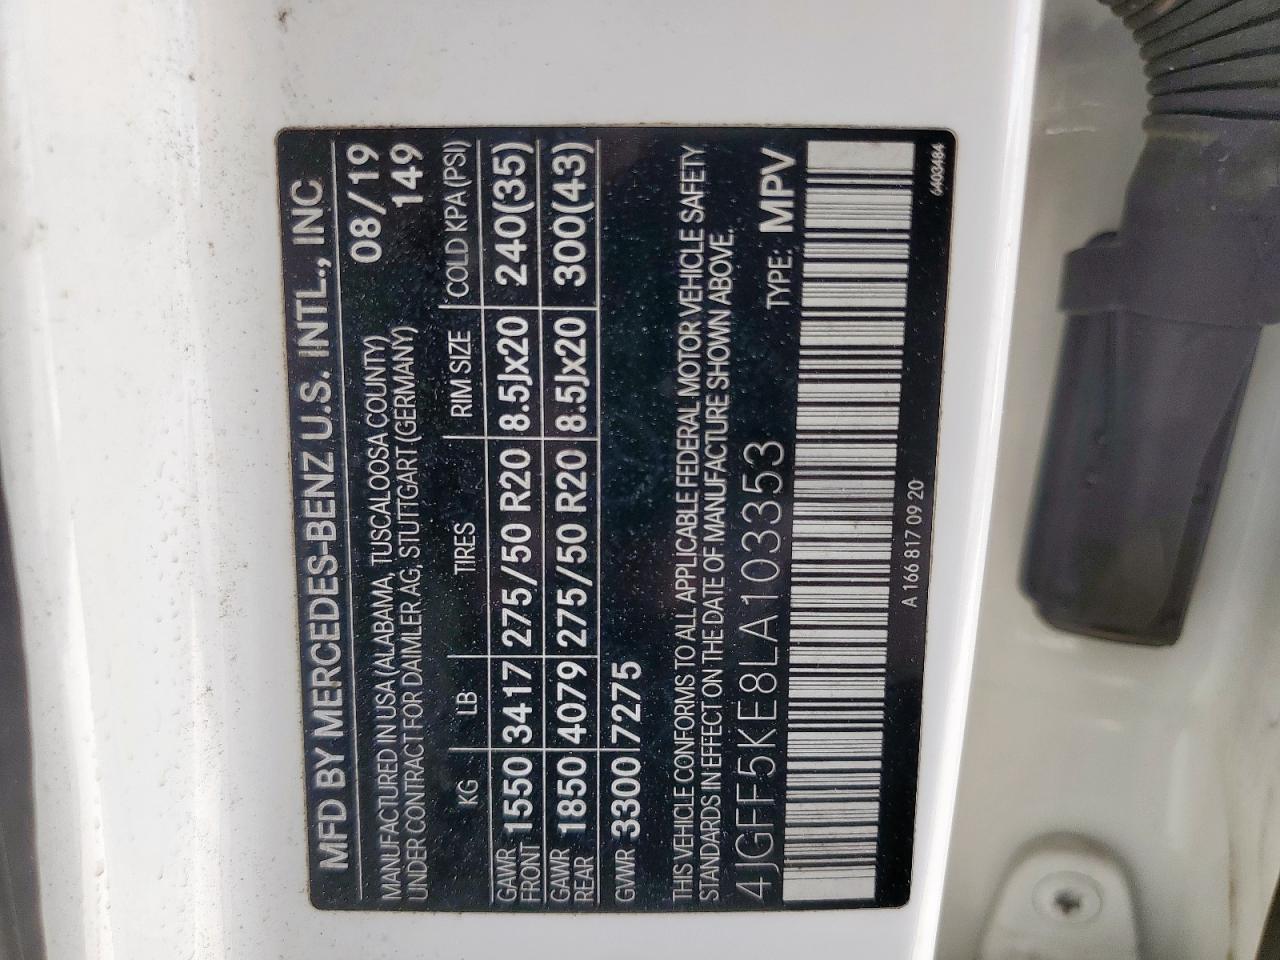 MFD BY MERCEDES-BENZ U.S. INTL., INC
08/19
MANUFACTURED IN USA (ALABAMA, TUSCALOOSA COUNTY)
149
UNDER CONTRACT FOR DAIMLER AG, STUTTGART (GERMANY)
KG LB TIRES RIM SIZE COLD KPA (PSI)
GAWR FRONT 1550 3417 275/50 R20 8.5Jx20 240(35)
GAWR REAR 1850 4079 275/50 R20 8.5Jx20 300(43)
GVWR 3300 7275
THIS VEHICLE CONFORMS TO ALL APPLICABLE FEDERAL MOTOR VEHICLE SAFETY
STANDARDS IN EFFECT ON THE DATE OF MANUFACTURE SHOWN ABOVE.
4JGFF5KE8LA103353 TYPE: MPV
A 166 817 09 20
6403484